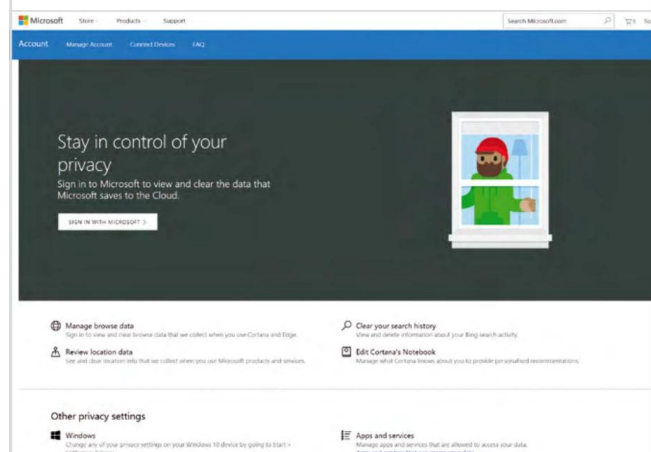 Microsoft Store Products Support Search Microsoft.com
Account Manage Account Connect Devices FAQ
Stay in control of your
privacy
Sign in to Microsoft to view and clear the data that
Microsoft saves to the Cloud.
SIGN IN WITH MICROSOFT >
Manage browse data
Sign in to view and clear browse data that we collect when you use Cortana and Edge.
Clear your search history
View and delete information about your Bing search activity.
Review location data
See and clear location info that we collect when you use Microsoft products and services.
Edit Cortana's Notebook
Manage what Cortana knows about you to provide personalised recommendations.
Other privacy settings
Windows
Change any of your privacy settings on your Windows 10 device by going to Start >
Apps and services
Manage apps and services that are allowed to access your data.